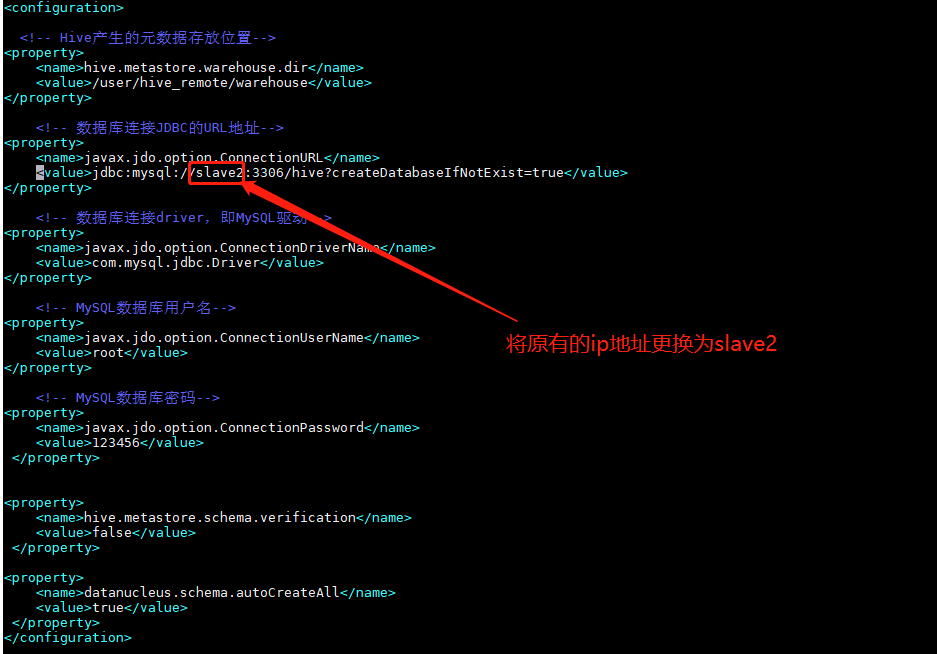 <configuration>
<!-- Hive产生的元数据存放位置-->
<property>
<name>hive.metastore.warehouse.dir</name>
<value>/user/hive_remote/warehouse</value>
</property>
<!-- 数据库连接JDBC的URL地址-->
<property>
<name>javax.jdo.option.ConnectionURL</name>
<value>jdbc:mysql://slave2:3306/hive?createDatabaseIfNotExist=true</value>
</property>
<!-- 数据库连接driver，即MySQL驱动-->
<property>
<name>javax.jdo.option.ConnectionDriverName</name>
<value>com.mysql.jdbc.Driver</value>
</property>
<!-- MySQL数据库用户名-->
<property>
<name>javax.jdo.option.ConnectionUserName</name>
将原有的ip地址更换为slave2
<value>root</value>
</property>
<!-- MySQL数据库密码-->
<property>
<name>javax.jdo.option.ConnectionPassword</name>
<value>123456</value>
</property>
<property>
<name>hive.metastore.schema.verification</name>
<value>false</value>
</property>
<property>
<name>datanucleus.schema.autoCreateAll</name>
<value>true</value>
</property>
</configuration>